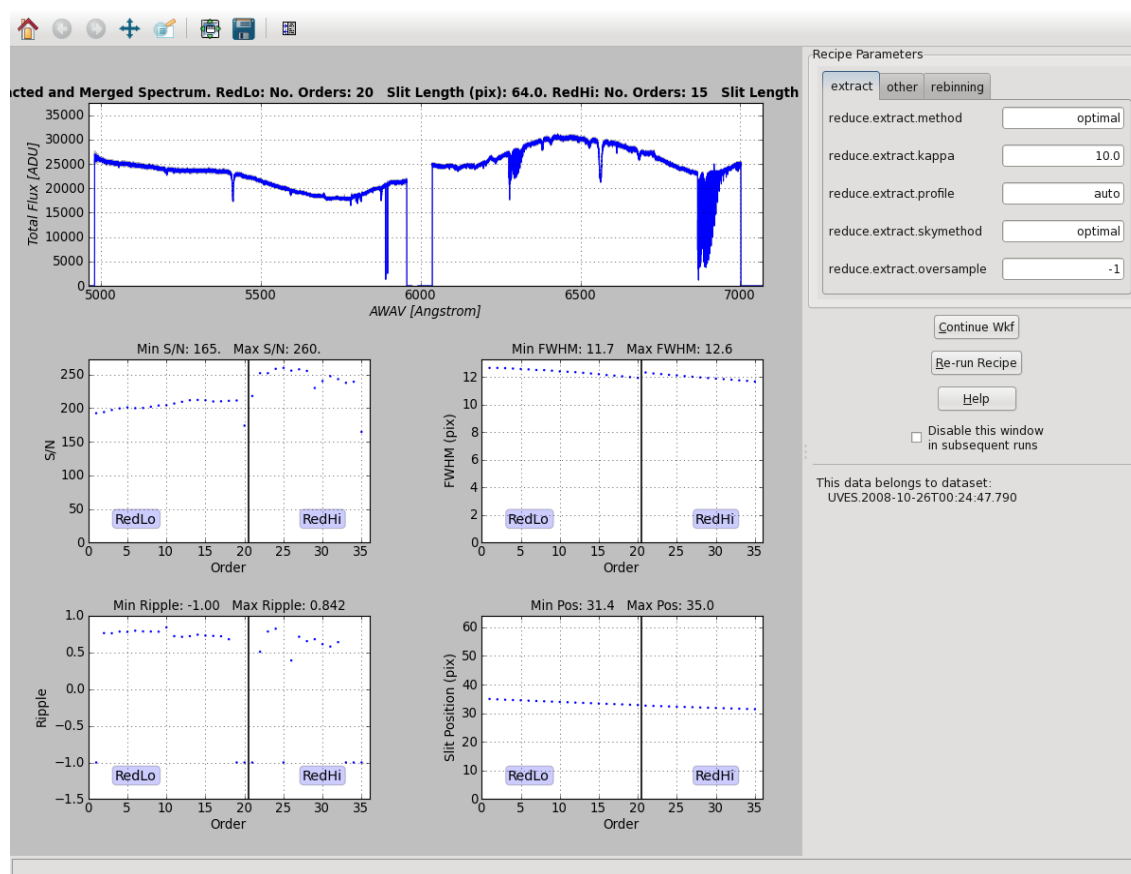 Recipe Parameters
cted and Merged Spectrum. RedLo: No. Orders: 20 Slit Length (pix): 64.0. RedHi: No. Orders: 15 Slit Length
35000
30000
25000
20000
15000
10000
5000
0
Total Flux [ADU]
5000 5500 6000 6500 7000
AWAV [Angstrom]
extract other rebinning
reduce.extract.method optimal
reduce.extract.kappa 10.0
reduce.extract.profile auto
reduce.extract.skymethod optimal
reduce.extract.oversample -1
Continue Wkf
Re-run Recipe
Help
Disable this window
in subsequent runs
This data belongs to dataset:
UVES.2008-10-26T00:24:47.790
Min S/N: 165. Max S/N: 260.
250
200
150
100
50
0
S/N
RedLo RedHi
0 5 10 15 20 25 30 35
Order
Min FWHM: 11.7 Max FWHM: 12.6
12
10
8
6
4
2
0
FWHM (pix)
RedLo RedHi
0 5 10 15 20 25 30 35
Order
Min Ripple: -1.00 Max Ripple: 0.842
1.0
0.5
0.0
−0.5
−1.0
−1.5
Ripple
RedLo RedHi
0 5 10 15 20 25 30 35
Order
Min Pos: 31.4 Max Pos: 35.0
60
50
40
30
20
10
0
Slit Position (pix)
RedLo RedHi
0 5 10 15 20 25 30 35
Order